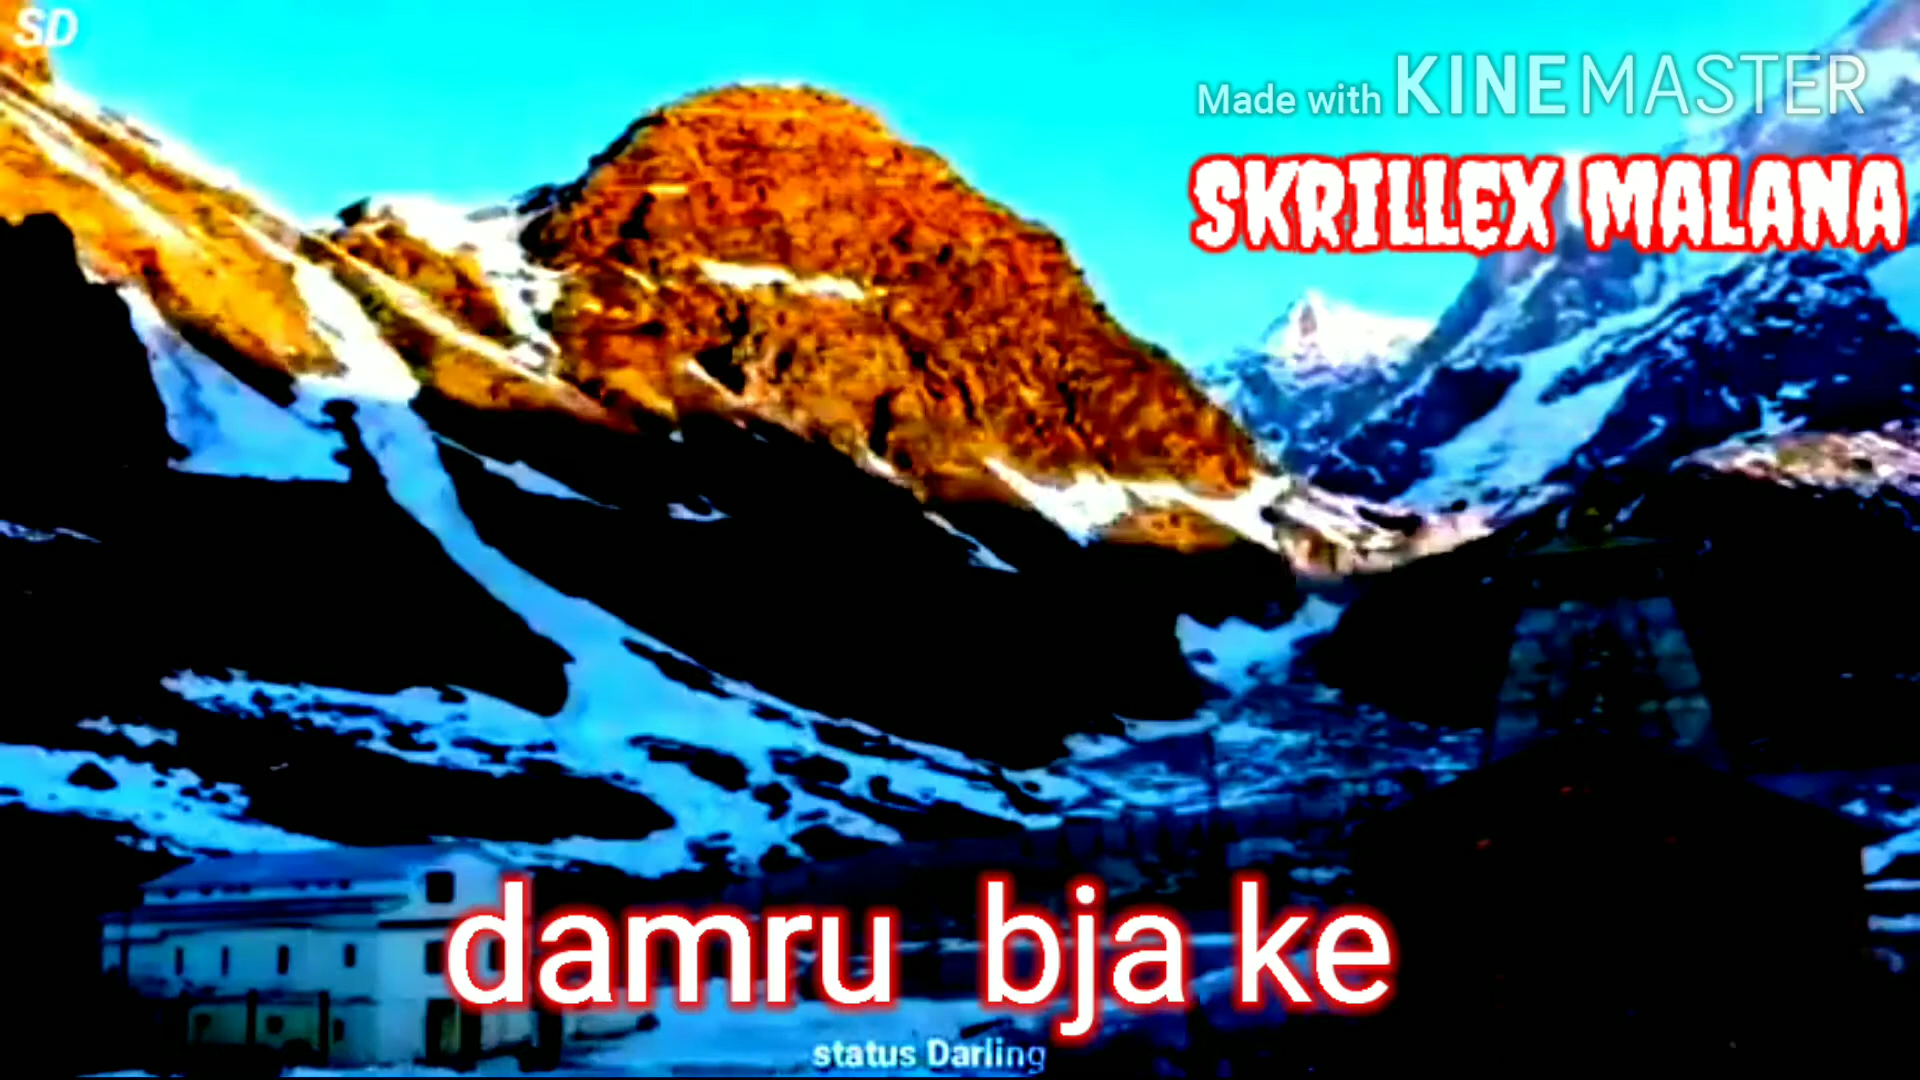 SD
Made with KINEMASTER
SKRILLEX MALANA
damru bja ke
status Darling